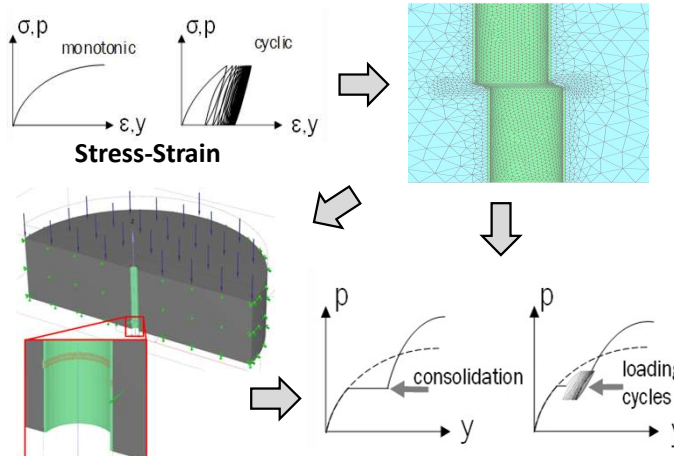 σ,p
monotonic
ε,y
σ,p
cyclic
ε,y
Stress-Strain
z
p
consolidation
y
p
loading
cycles
y